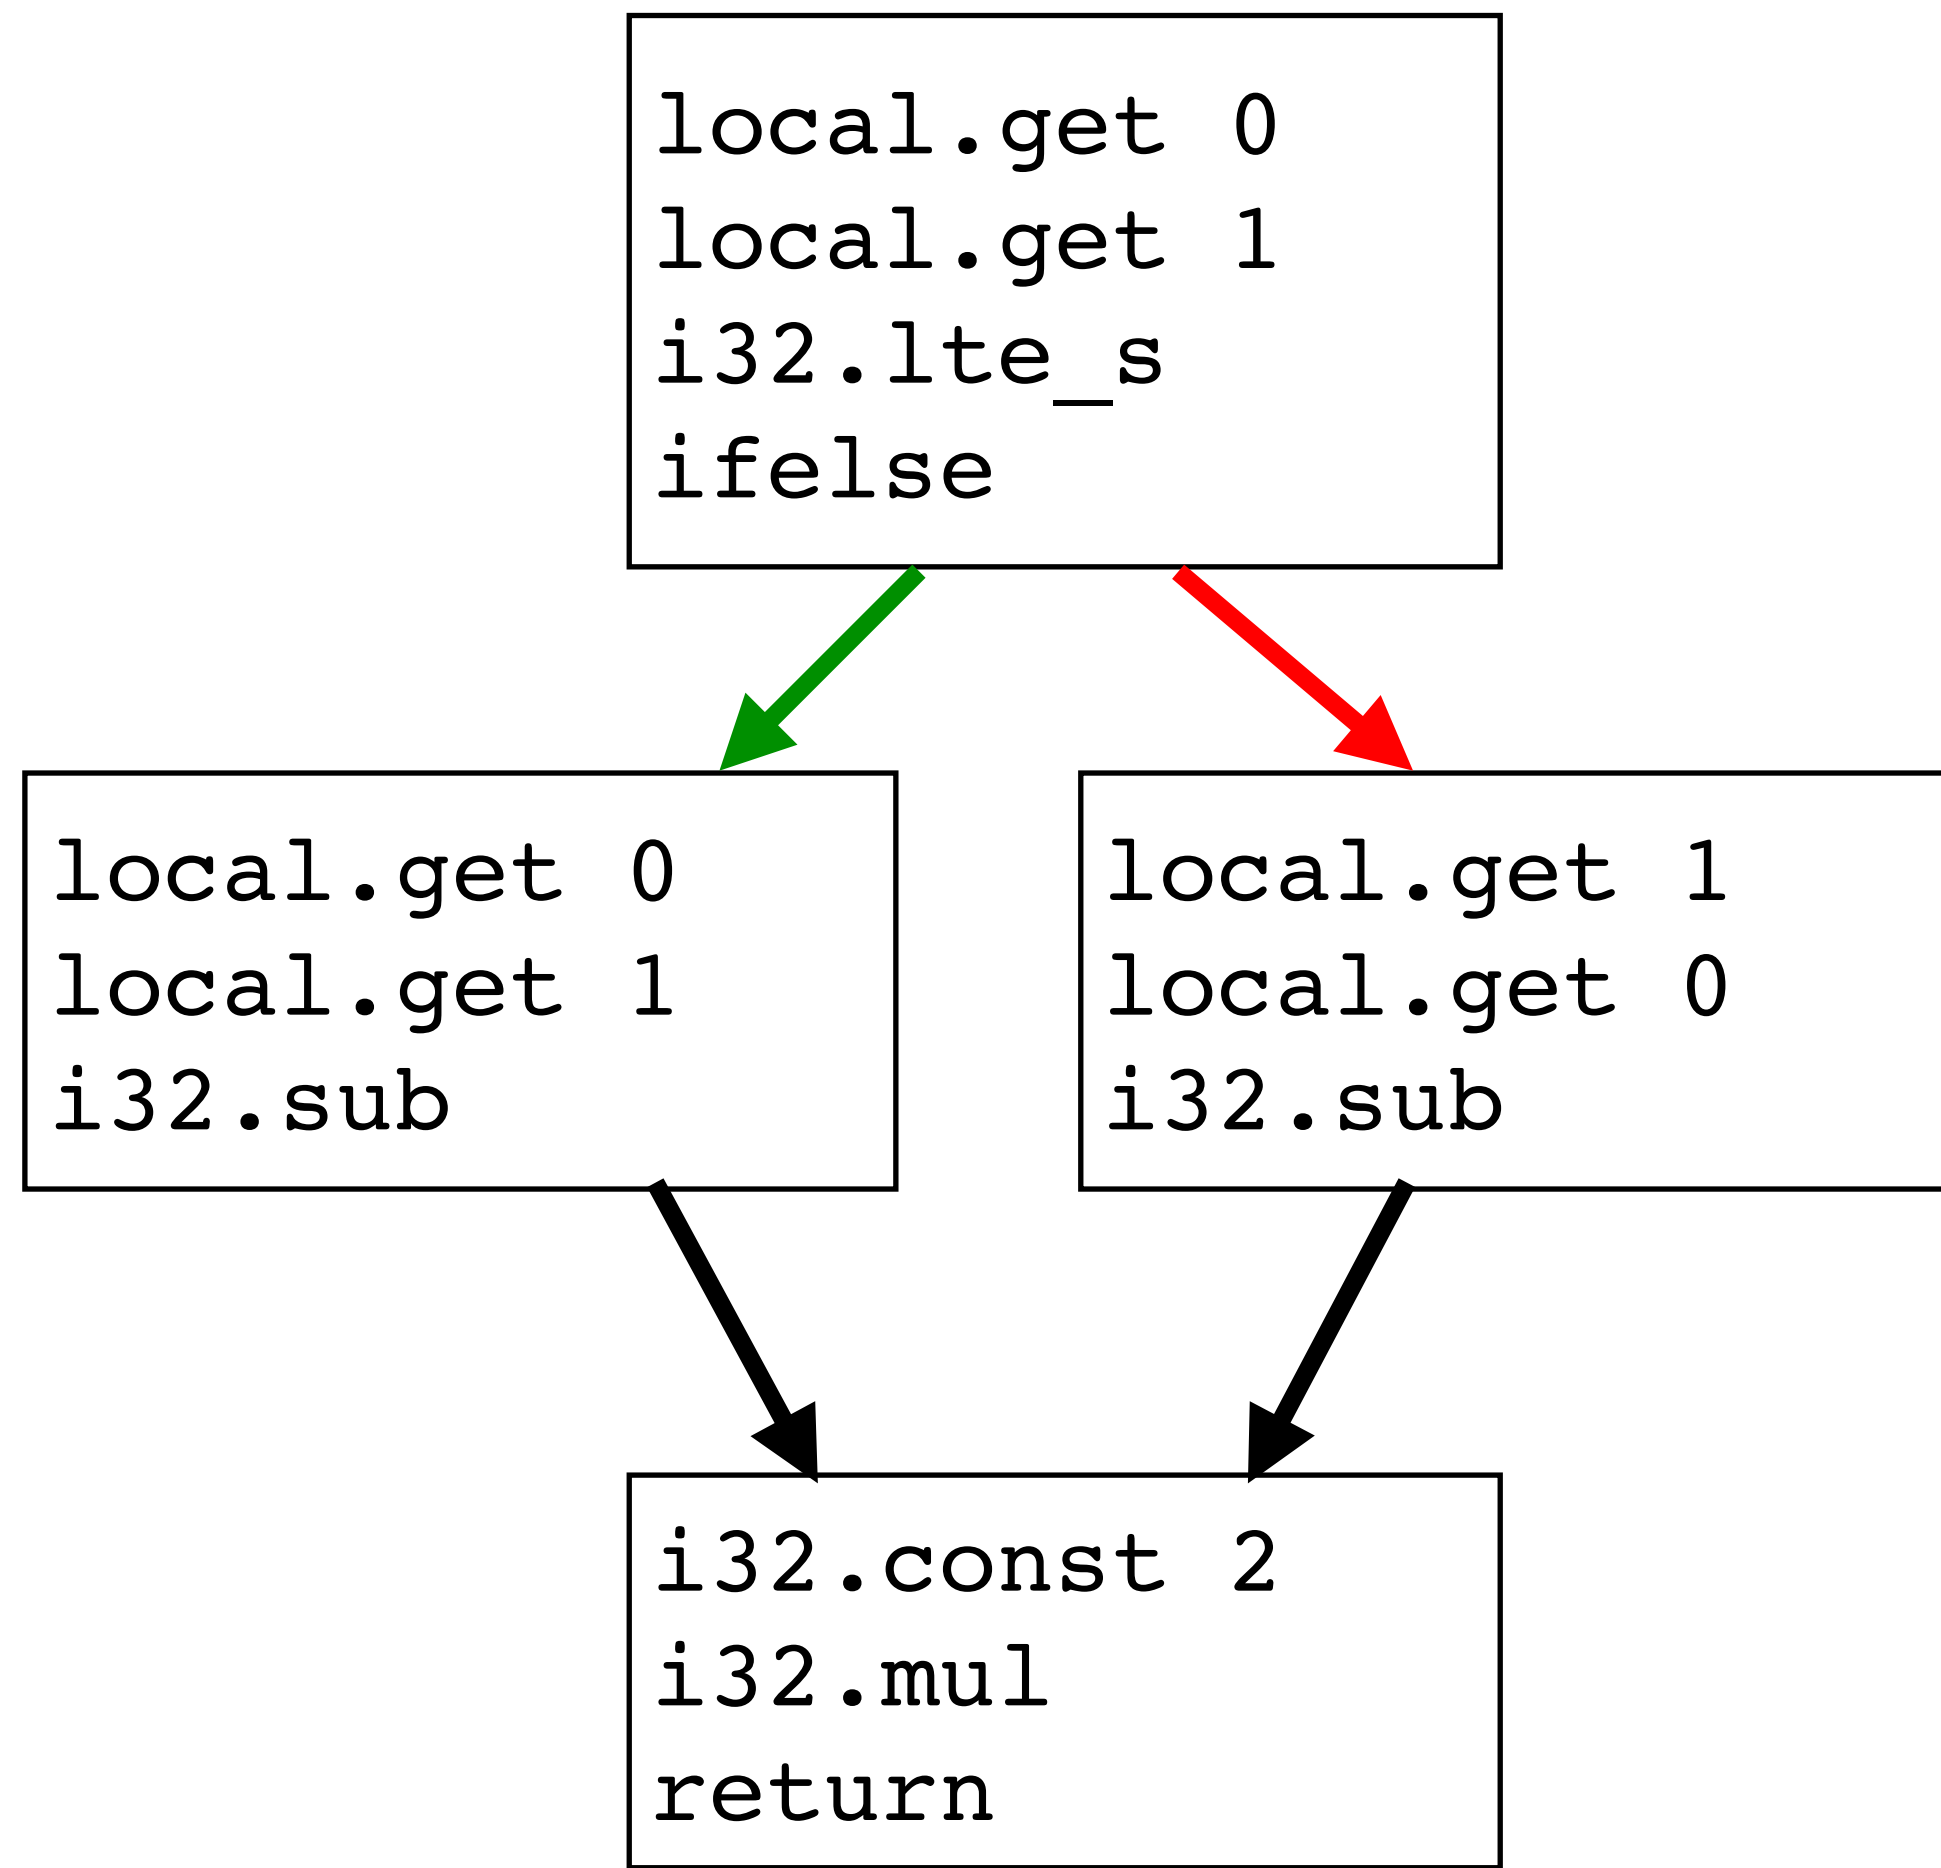 local.get 0
local.get 1
i32.lte_s
ifelse
local.get 0
local.get 1
i32.sub
local.get 1
local.get 0
i32.sub
i32.const 2
i32.mul
return